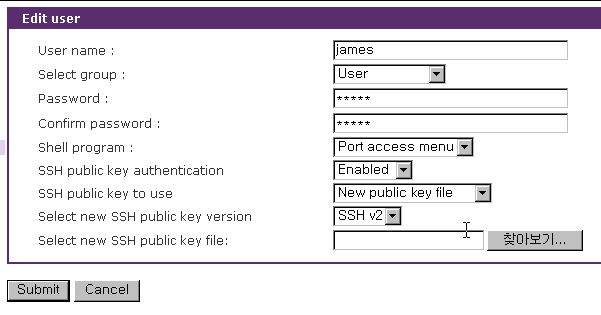 Edit user
User name : james
Select group : User
Password : *****
Confirm password : *****
Shell program : Port access menu
SSH public key authentication Enabled
SSH public key to use New public key file
Select new SSH public key version SSH v2
Select new SSH public key file: 찾아보기...
Submit Cancel